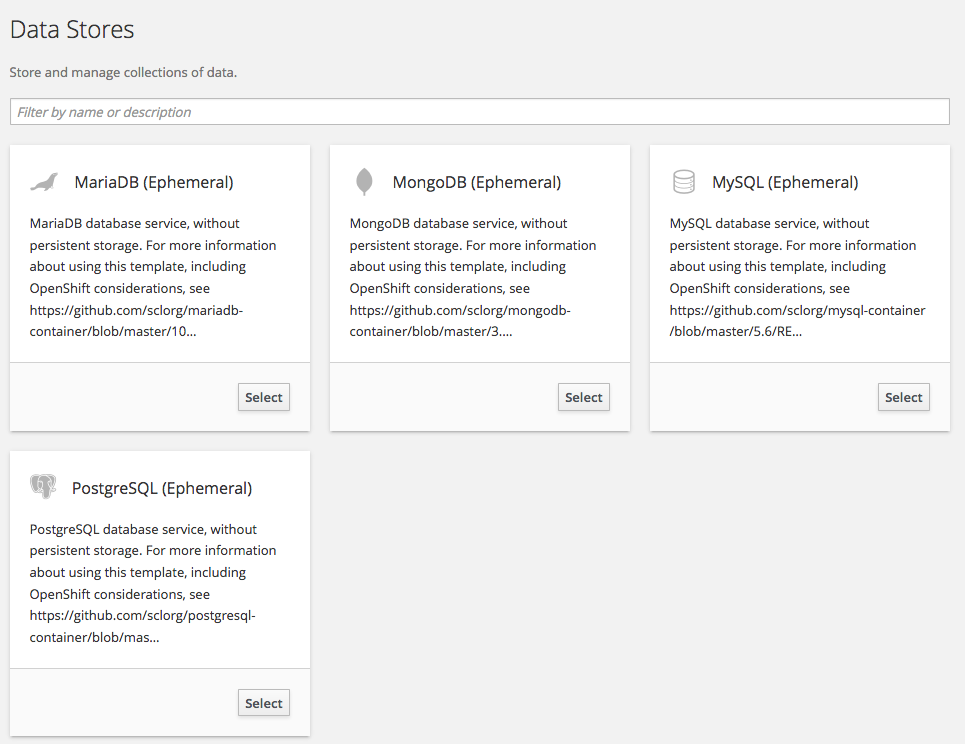 Data Stores
Store and manage collections of data.
Filter by name or description
MariaDB (Ephemeral)
MariaDB database service, without
persistent storage. For more information
about using this template, including
OpenShift considerations, see
https://github.com/sclorg/mariadb-
container/blob/master/10...
Select
MongoDB (Ephemeral)
MongoDB database service, without
persistent storage. For more information
about using this template, including
OpenShift considerations, see
https://github.com/sclorg/mongodb-
container/blob/master/3....
Select
MySQL (Ephemeral)
MySQL database service, without
persistent storage. For more information
about using this template, including
OpenShift considerations, see
https://github.com/sclorg/mysql-container
/blob/master/5.6/RE...
Select
PostgreSQL (Ephemeral)
PostgreSQL database service, without
persistent storage. For more information
about using this template, including
OpenShift considerations, see
https://github.com/sclorg/postgresql-
container/blob/mas...
Select